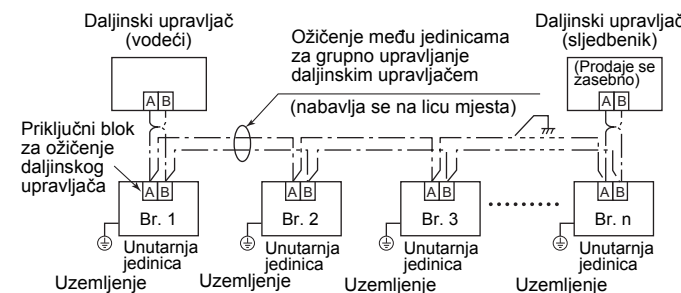 Daljinski upravljač
(vodeći)
Ožičenje među jedinicama
za grupno upravljanje
daljinskim upravljačem
(nabavlja se na licu mjesta)
Daljinski upravljač
(sljedbenik)
(Prodaje se
zasebno)
A B
A B
Priključni blok
za ožičenje
daljinskog
upravljača
A B
A B
A B
A B
Br. 1
Br. 2
Br. 3
Br. n
Unutarnja
jedinica
Unutarnja
jedinica
Unutarnja
jedinica
Unutarnja
jedinica
Uzemljenje
Uzemljenje
Uzemljenje
Uzemljenje